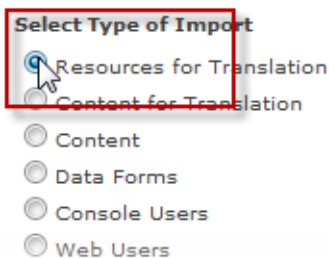 Select Type of Import
Resources for Translation
Content for Translation
Content
Data Forms
Console Users
Web Users